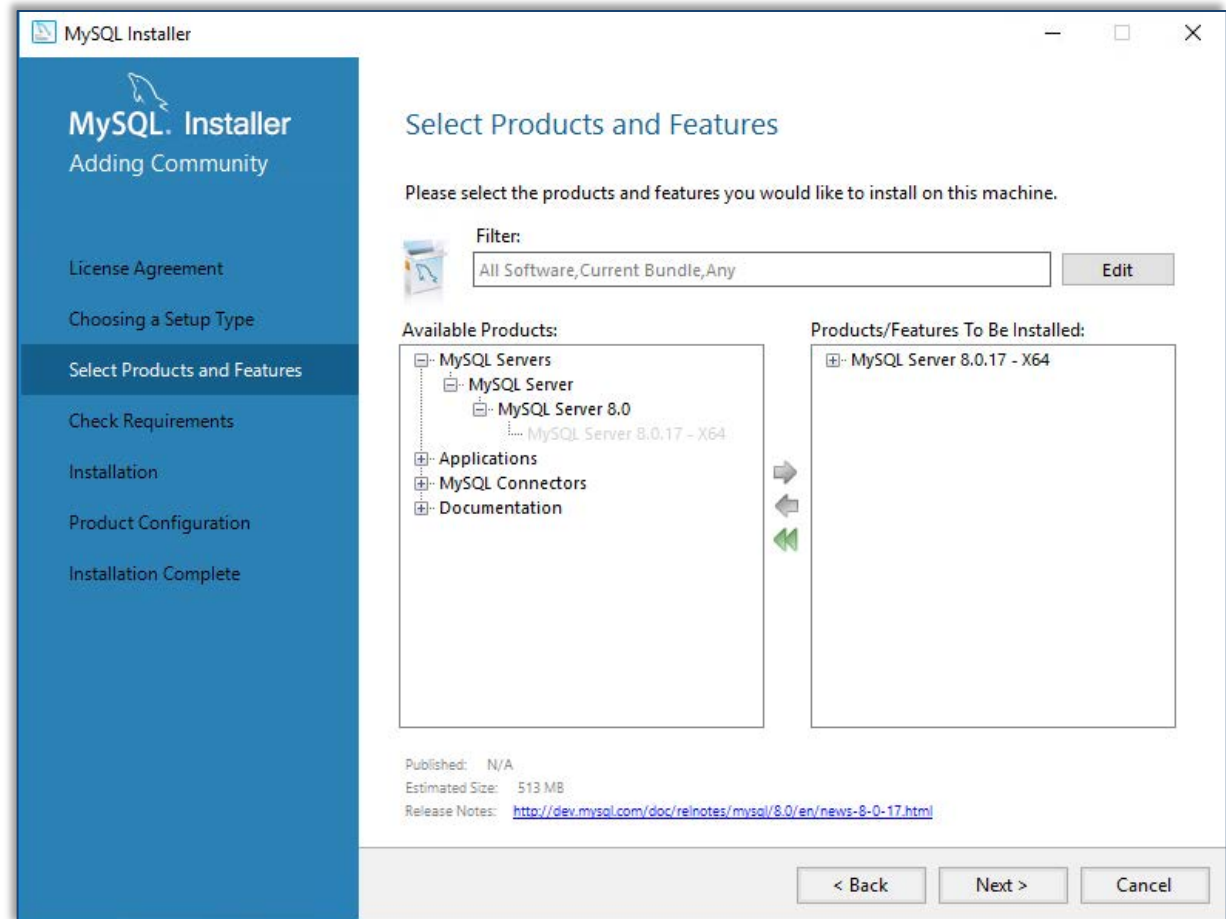 MySQL Installer
MySQL. Installer
Adding Community
License Agreement
Choosing a Setup Type
Select Products and Features
Check Requirements
Installation
Product Configuration
Installation Complete
Select Products and Features
Please select the products and features you would like to install on this machine.
Filter:
All Software,Current Bundle,Any
Edit
Available Products:
MySQL Servers
MySQL Server
MySQL Server 8.0
MySQL Server 8.0.17 - X64
Applications
MySQL Connectors
Documentation
Products/Features To Be Installed:
MySQL Server 8.0.17 - X64
Published: N/A
Estimated Size: 513 MB
Release Notes: http://dev.mysql.com/doc/relnotes/mysql/8.0/en/news-8-0-17.html
< Back
Next >
Cancel